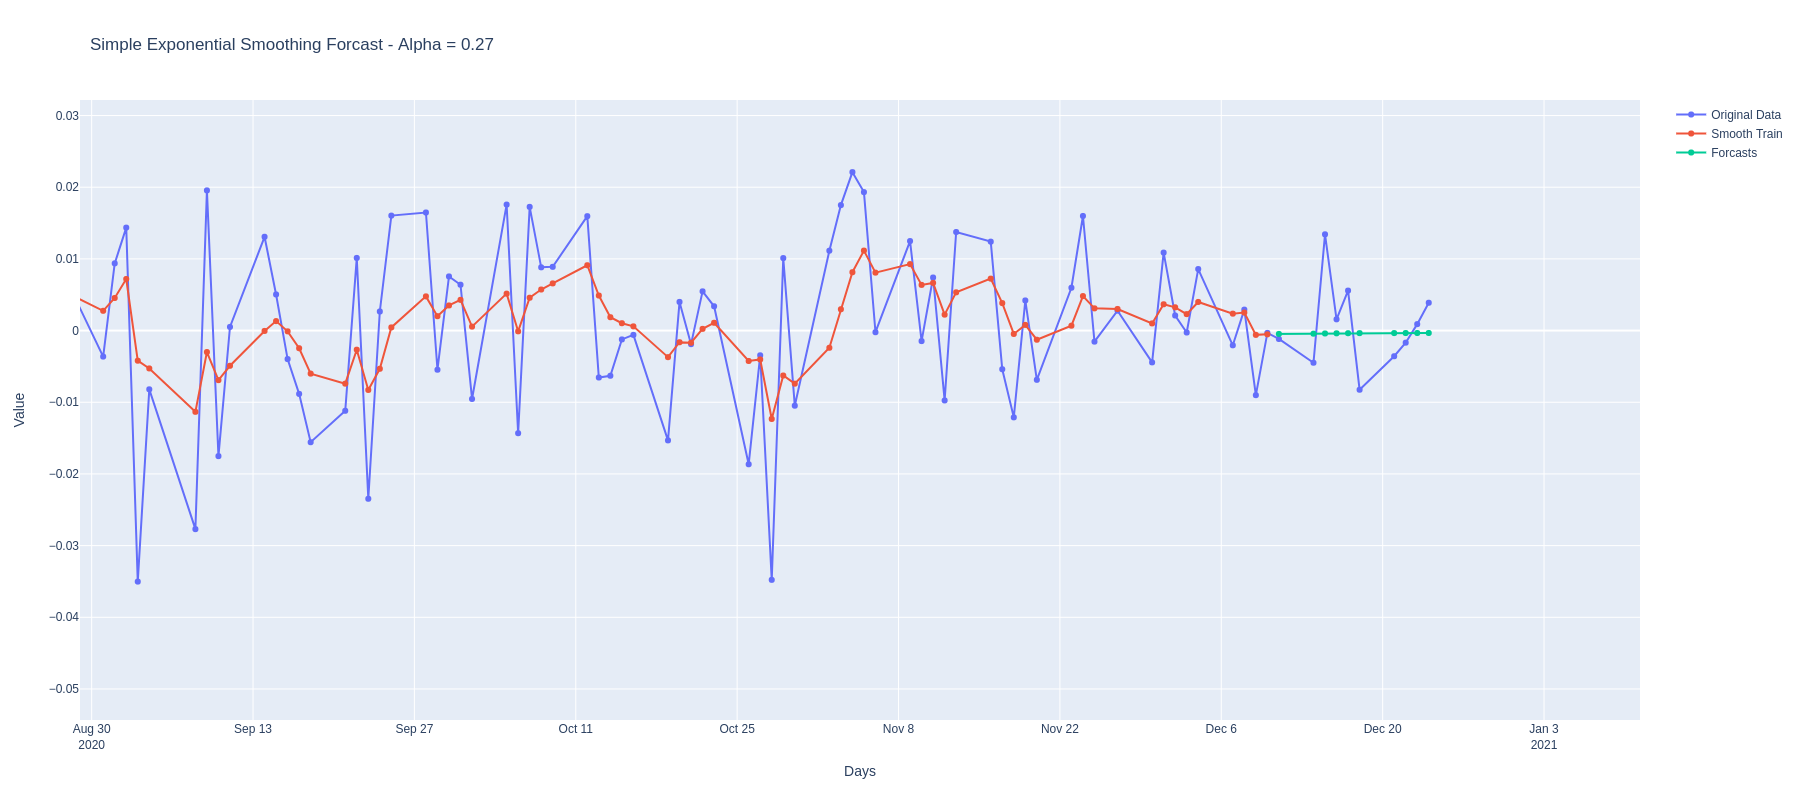 Simple Exponential Smoothing Forcast - Alpha = 0.27
Original Data
Smooth Train
Forcasts
0.03
0.02
0.01
0
−0.01
−0.02
−0.03
−0.04
−0.05
Value
Aug 30
2020
Sep 13
Sep 27
Oct 11
Oct 25
Nov 8
Nov 22
Dec 6
Dec 20
Jan 3
2021
Days